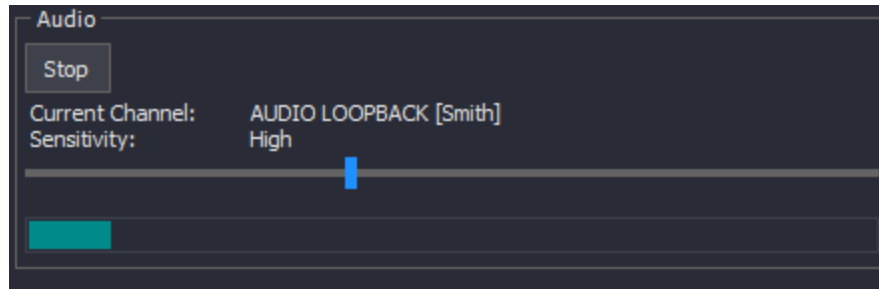 Audio
Stop
Current Channel: AUDIO LOOPBACK [Smith]
Sensitivity: High